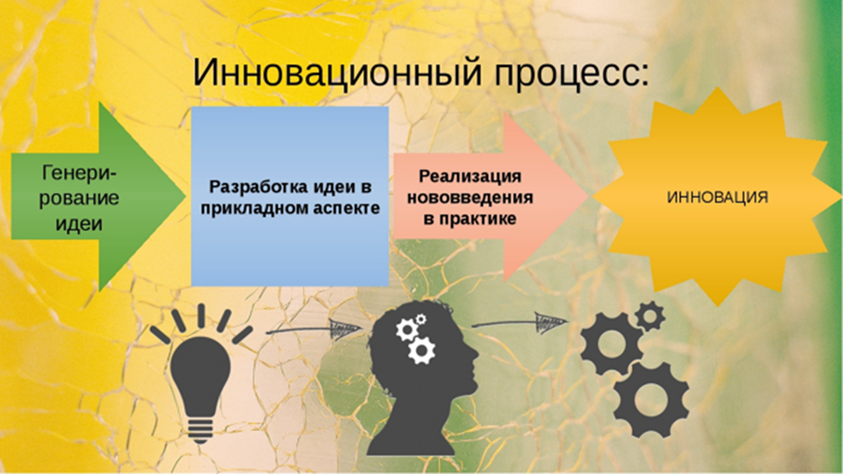 Инновационный процесс:
Генери-
рование
идеи
Разработка идеи в
прикладном аспекте
Реализация
нововведения
в практике
ИННОВАЦИЯ